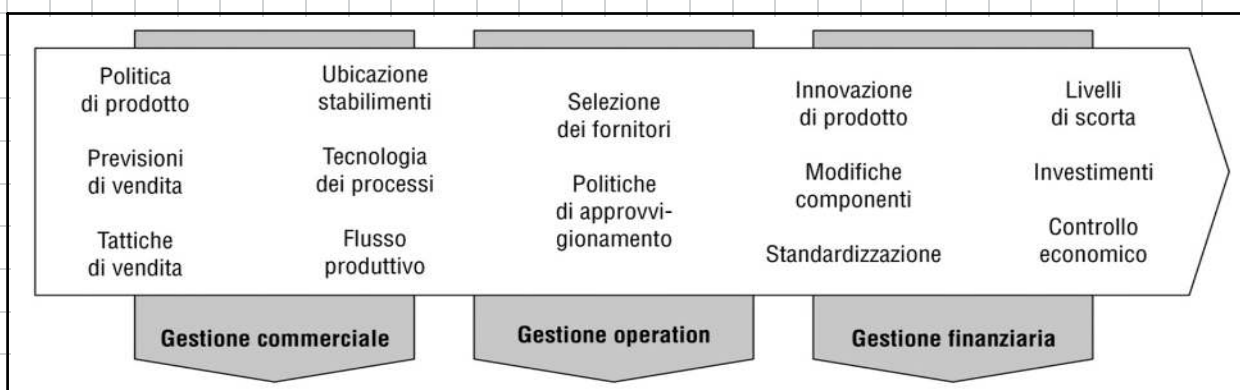 Politica
di prodotto
Previsioni
di vendita
Tattiche
di vendita
Ubicazione
stabilimenti
Tecnologia
dei processi
Flusso
produttivo
Selezione
dei fornitori
Politiche
di approvvi-
gionamento
Innovazione
di prodotto
Modifiche
componenti
Standardizzazione
Livelli
di scorta
Investimenti
Controllo
economico
Gestione commerciale
Gestione operation
Gestione finanziaria